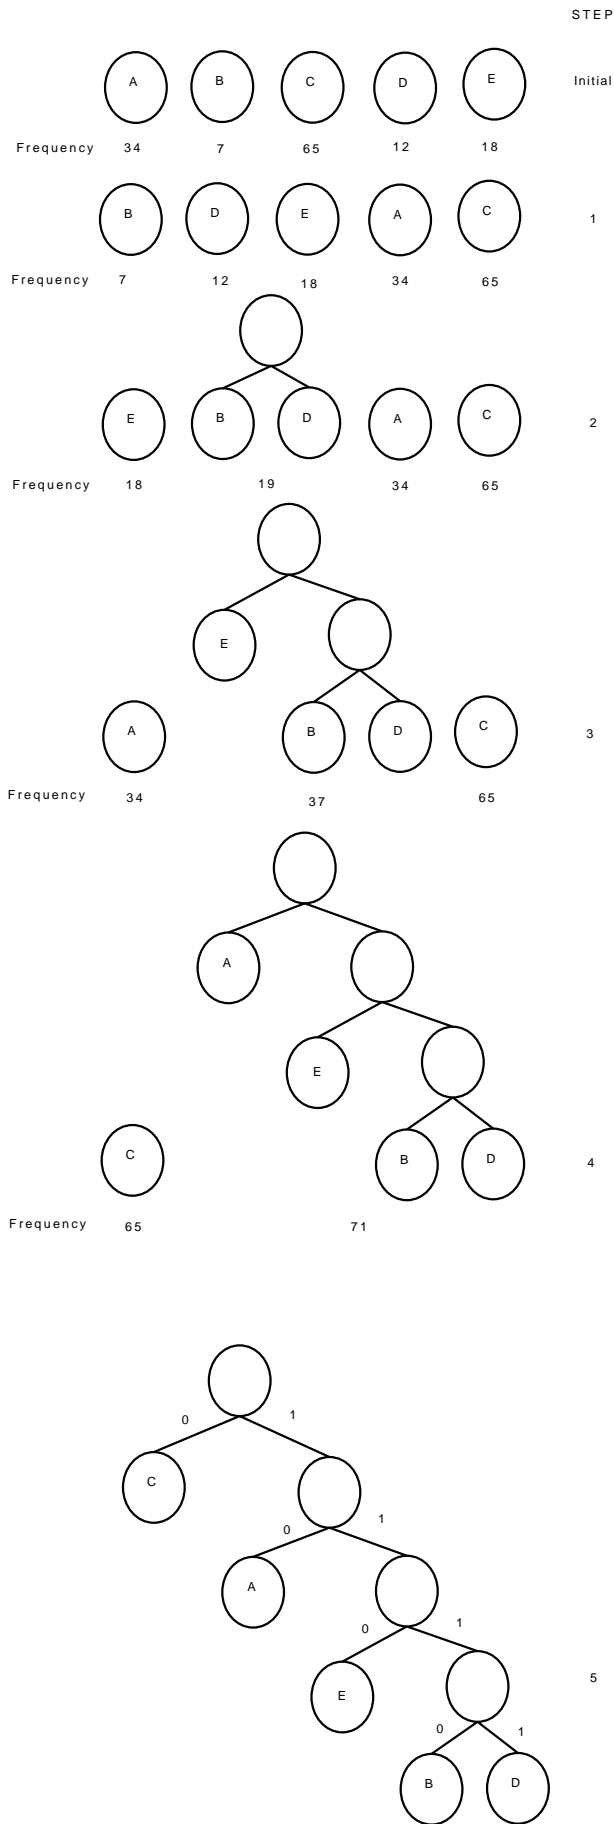 STEP
A B C D E Initial
Frequency 34 7 65 12 18
B D E A C 1
Frequency 7 12 18 34 65
E B D A C 2
Frequency 18 19 34 65
E
A B D C 3
Frequency 34 37 65
A
E
C B D 4
Frequency 65 71
0 1
C
0 1
A
0 1
E 5
0 1
B D